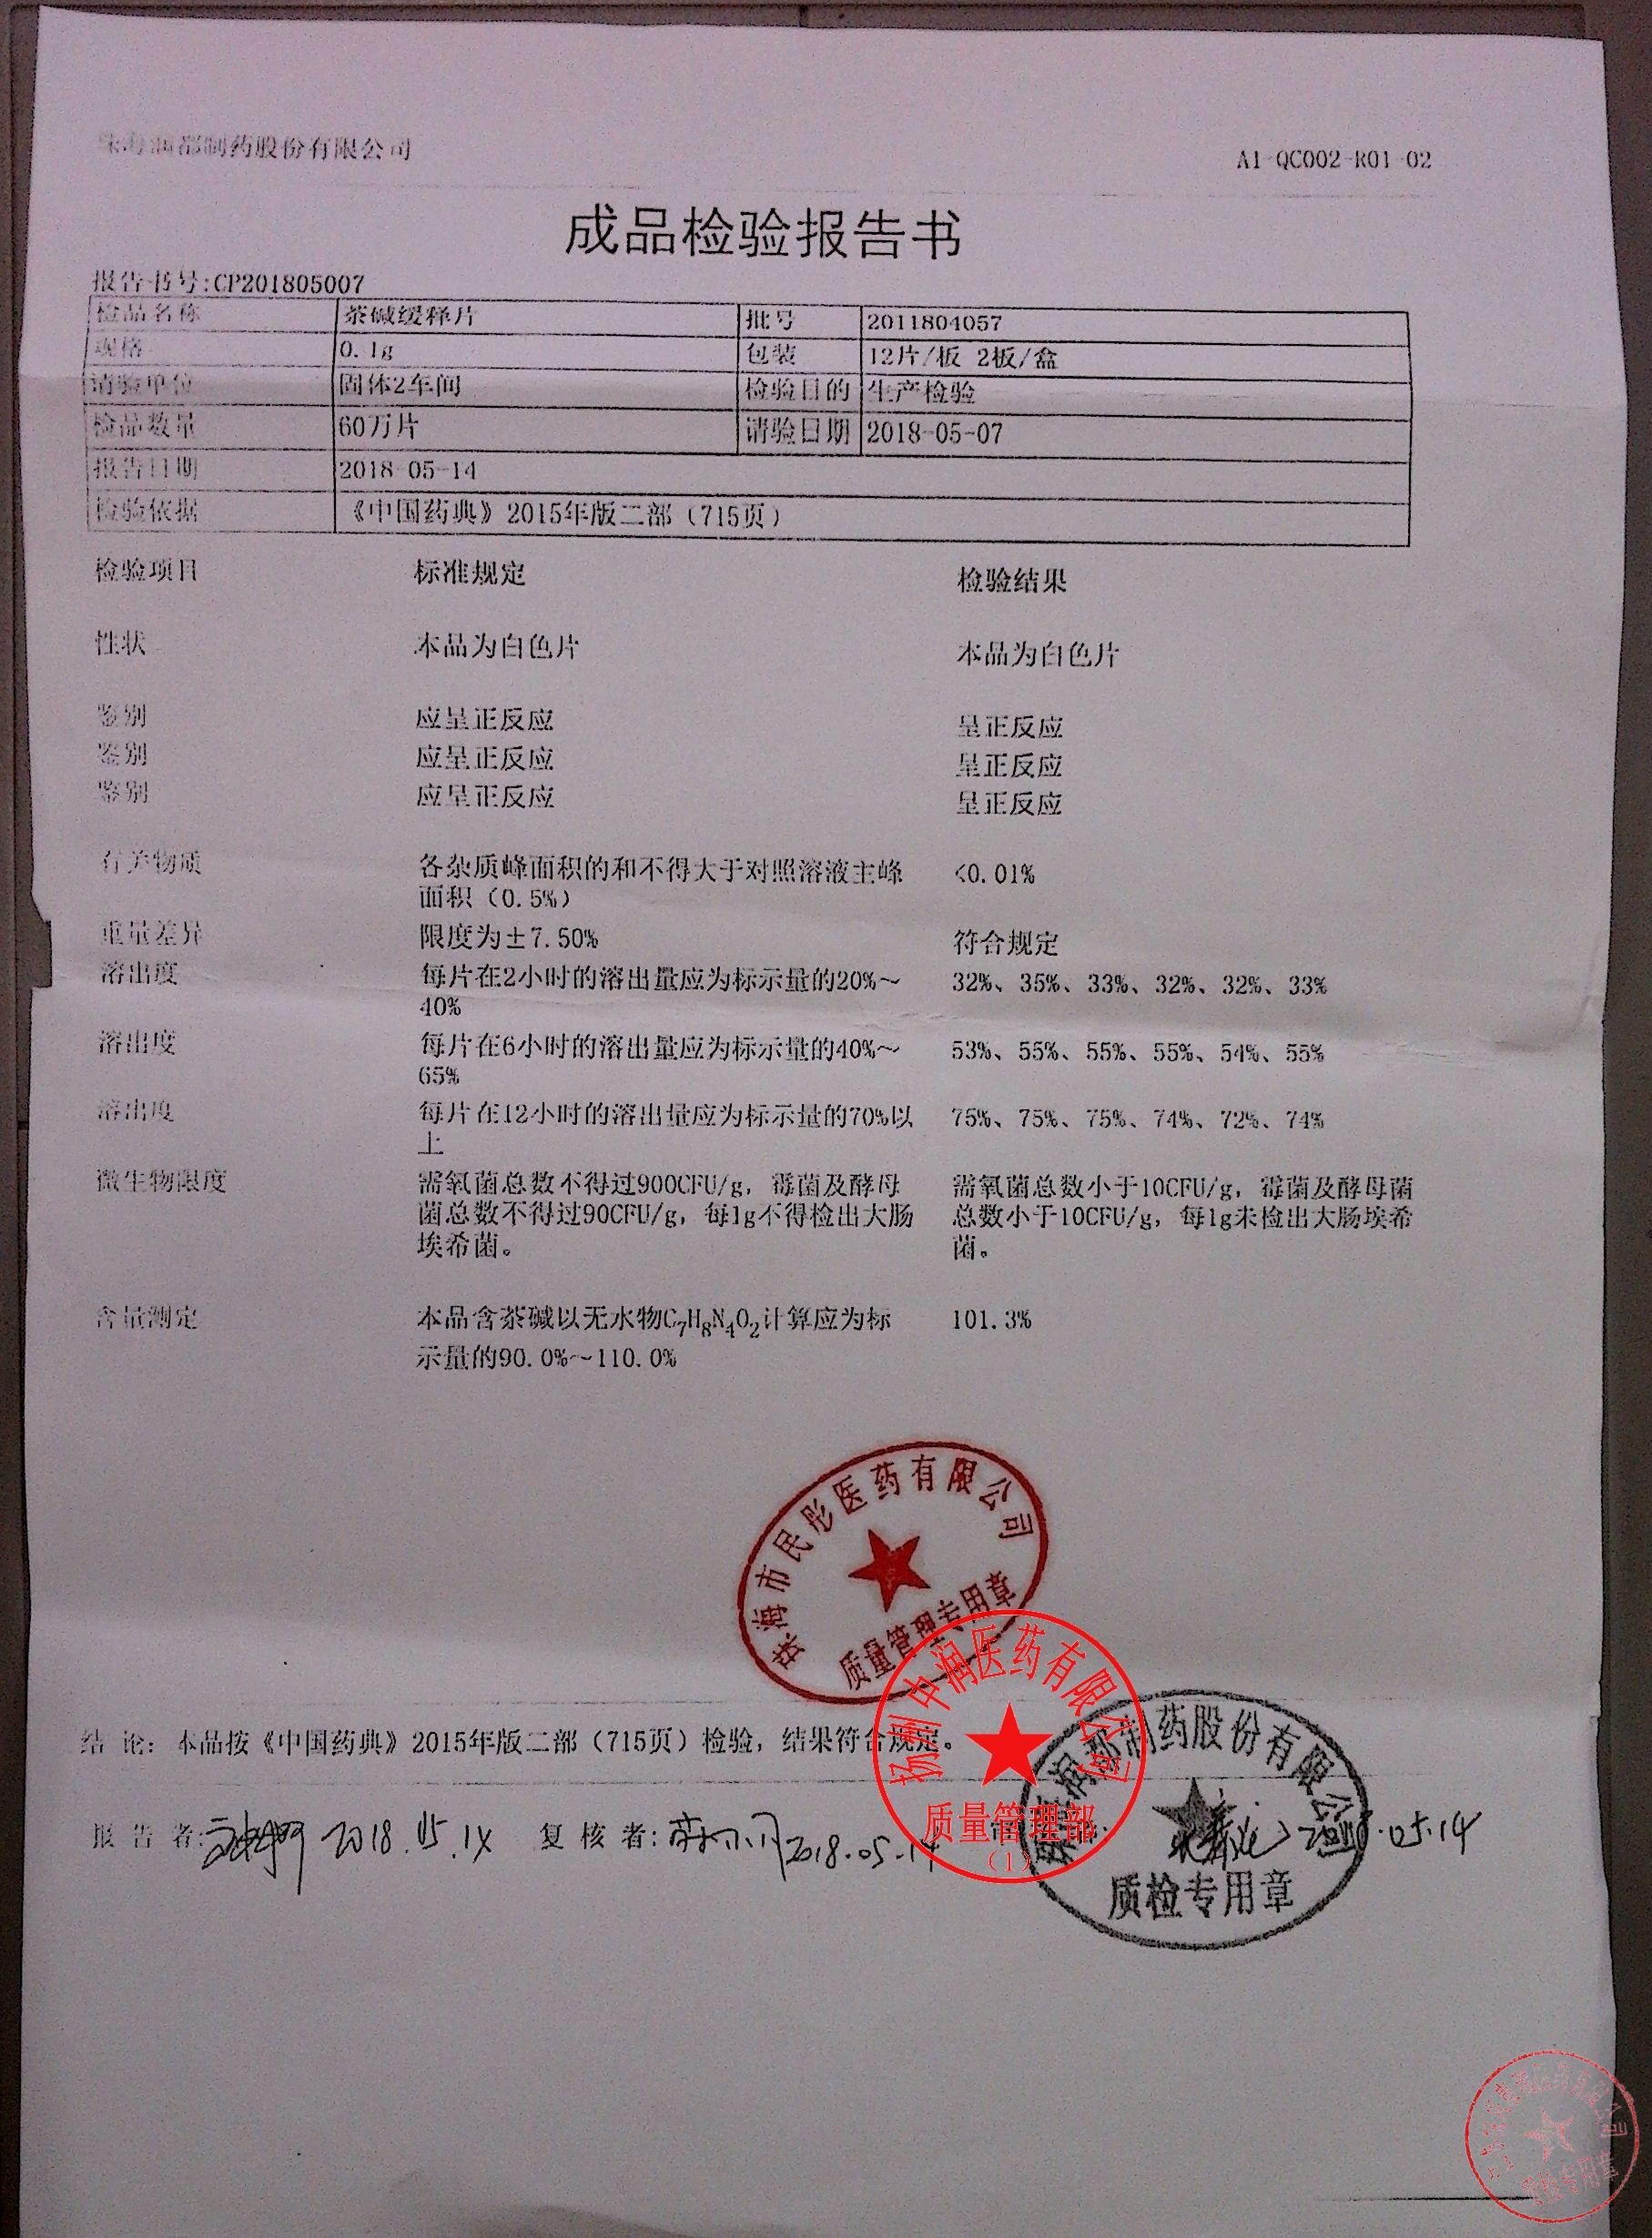 珠海润都制药股份有限公司
A1-QC002-R01-02
成品检验报告书
报告书号:CP201805007
检品名称 茶碱缓释片 批号 2011804057
规格 0.1g 包装 12片/板 2板/盒
请验单位 固体2车间 检验目的 生产检验
检品数量 60万片 请验日期 2018-05-07
报告日期 2018-05-14
检验依据 《中国药典》2015年版二部（715页）
检验项目 标准规定 检验结果
性状 本品为白色片 本品为白色片
鉴别 应呈正反应 呈正反应
鉴别 应呈正反应 呈正反应
鉴别 应呈正反应 呈正反应
有关物质 各杂质峰面积的和不得大于对照溶液主峰 <0.01%
面积（0.5%）
重量差异 限度为±7.50% 符合规定
溶出度 每片在2小时的溶出量应为标示量的20%～ 32%、35%、33%、32%、32%、33%
40%
溶出度 每片在6小时的溶出量应为标示量的40%～ 53%、55%、55%、55%、54%、55%
65%
溶出度 每片在12小时的溶出量应为标示量的70%以 75%、75%、75%、74%、72%、74%
上
微生物限度 需氧菌总数不得过900CFU/g，霉菌及酵母 需氧菌总数小于10CFU/g，霉菌及酵母菌
菌总数不得过90CFU/g，每1g不得检出大肠 总数小于10CFU/g，每1g未检出大肠埃希
埃希菌。 菌。
含量测定 本品含茶碱以无水物C₇H₈N₄O₂计算应为标 101.3%
示量的90.0%～110.0%
珠海市民彤医药有限公司
质量管理专用章
结 论：本品按《中国药典》2015年版二部（715页）检验，结果符合规定。
扬州中润医药有限公司
质量管理部
（1）
珠海润都制药股份有限公司
质检专用章
报 告 者: 2018.05.14 复 核 者: 2018.05.14 .05.14